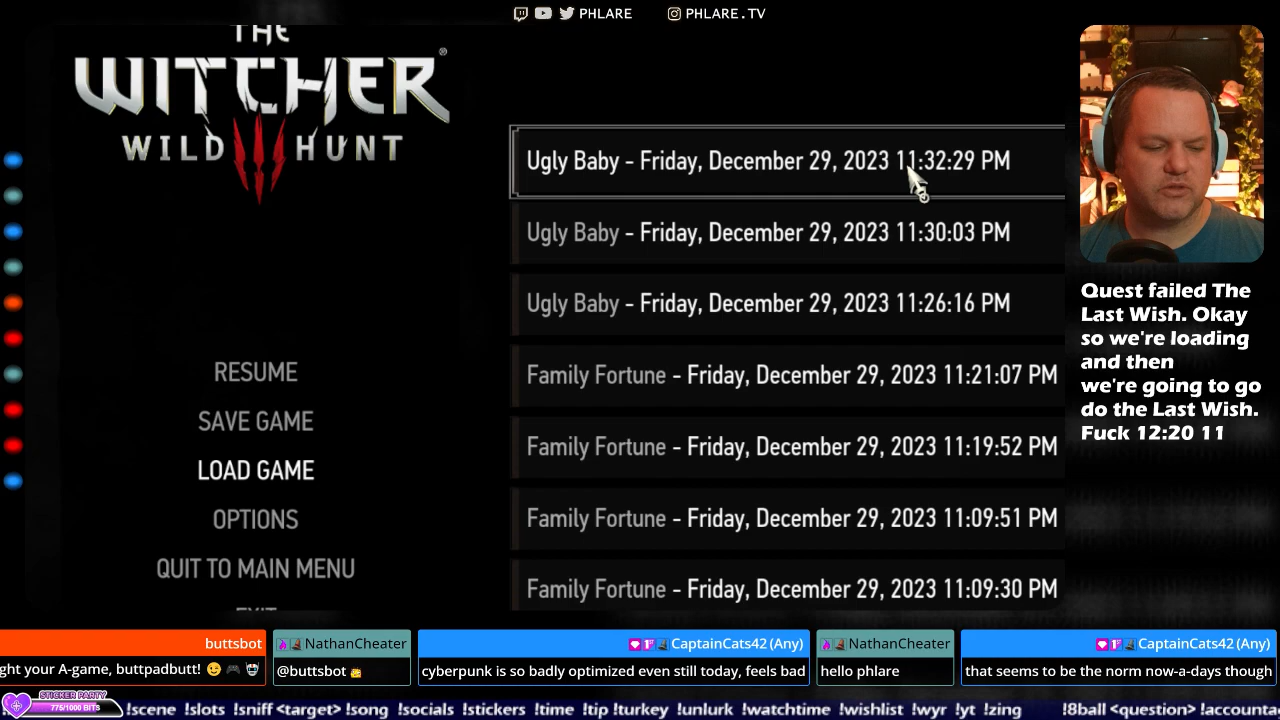 PHLARE PHLARE.TV
THE
WITCHER®
WILD HUNT
RESUME
SAVE GAME
LOAD GAME
OPTIONS
QUIT TO MAIN MENU
EXIT
Ugly Baby - Friday, December 29, 2023 11:32:29 PM
Ugly Baby - Friday, December 29, 2023 11:30:03 PM
Ugly Baby - Friday, December 29, 2023 11:26:16 PM
Family Fortune - Friday, December 29, 2023 11:21:07 PM
Family Fortune - Friday, December 29, 2023 11:19:52 PM
Family Fortune - Friday, December 29, 2023 11:09:51 PM
Family Fortune - Friday, December 29, 2023 11:09:30 PM
Quest failed The
Last Wish. Okay
so we're loading
and then
we're going to go
do the Last Wish.
Fuck 12:20 11
buttsbot
ght your A-game, buttpadbutt! 😉 🎮
NathanCheater
@buttsbot
CaptainCats42 (Any)
cyberpunk is so badly optimized even still today, feels bad
NathanCheater
hello phlare
CaptainCats42 (Any)
that seems to be the norm now-a-days though
STICKER PARTY
775/1000 BITS
!scene !slots !sniff <target> !song !socials !stickers !time !tip !turkey !unlurk !watchtime !wishlist !wyr !yt !zing !8ball <question> !accounta